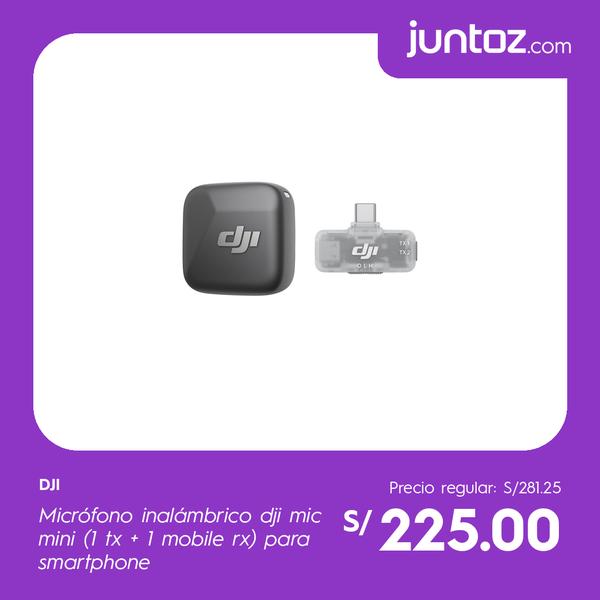 juntoz.com
dji
dji
TX 1
TX 2
O L H
DJI
Micrófono inalámbrico dji mic
mini (1 tx + 1 mobile rx) para
smartphone
Precio regular: S/281.25
S/ 225.00